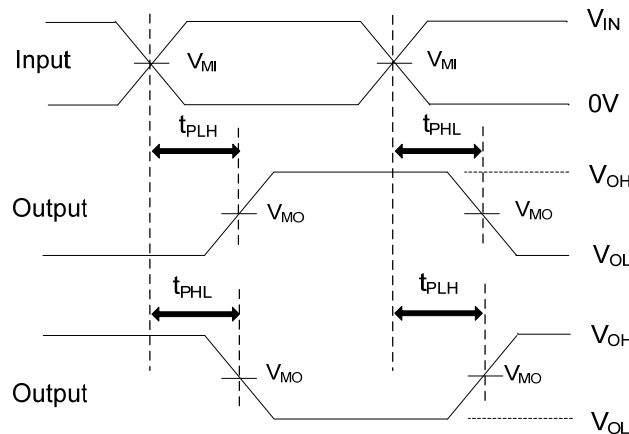 V_IN
Input
V_MI
V_MI
0V
t_PLH
t_PHL
V_OH
Output
V_MO
V_MO
V_OL
t_PHL
t_PLH
V_OH
V_MO
V_MO
Output
V_OL